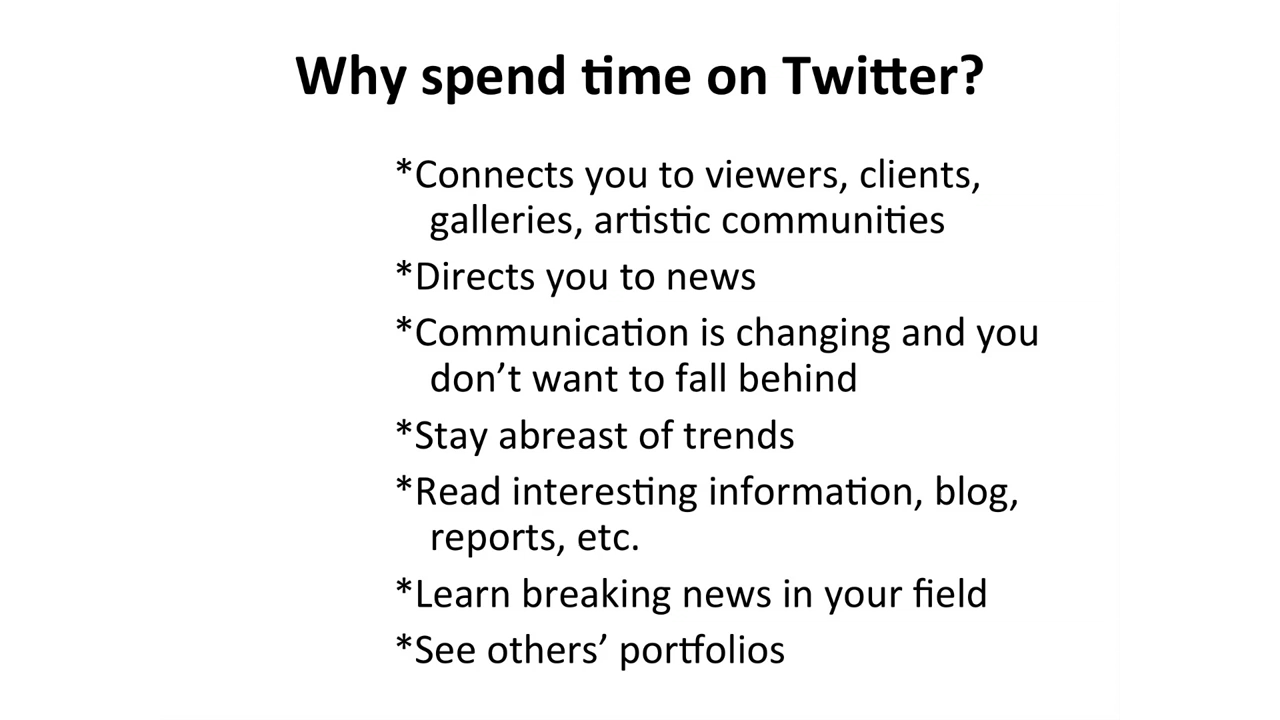 Why spend time on Twitter?
*Connects you to viewers, clients,
galleries, artistic communities
*Directs you to news
*Communication is changing and you
don’t want to fall behind
*Stay abreast of trends
*Read interesting information, blog,
reports, etc.
*Learn breaking news in your field
*See others’ portfolios